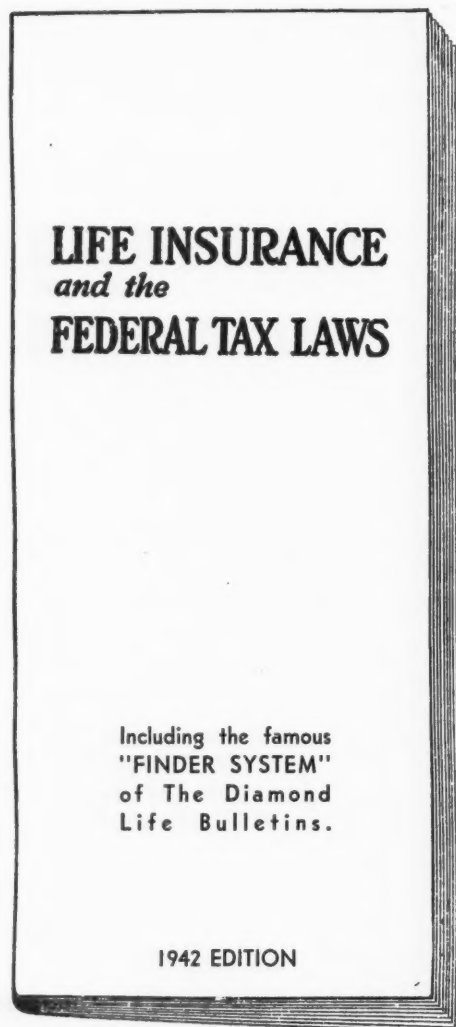 LIFE INSURANCE
and the
FEDERAL TAX LAWS
Including the famous
"FINDER SYSTEM"
of The Diamond
Life Bulletins.
1942 EDITION